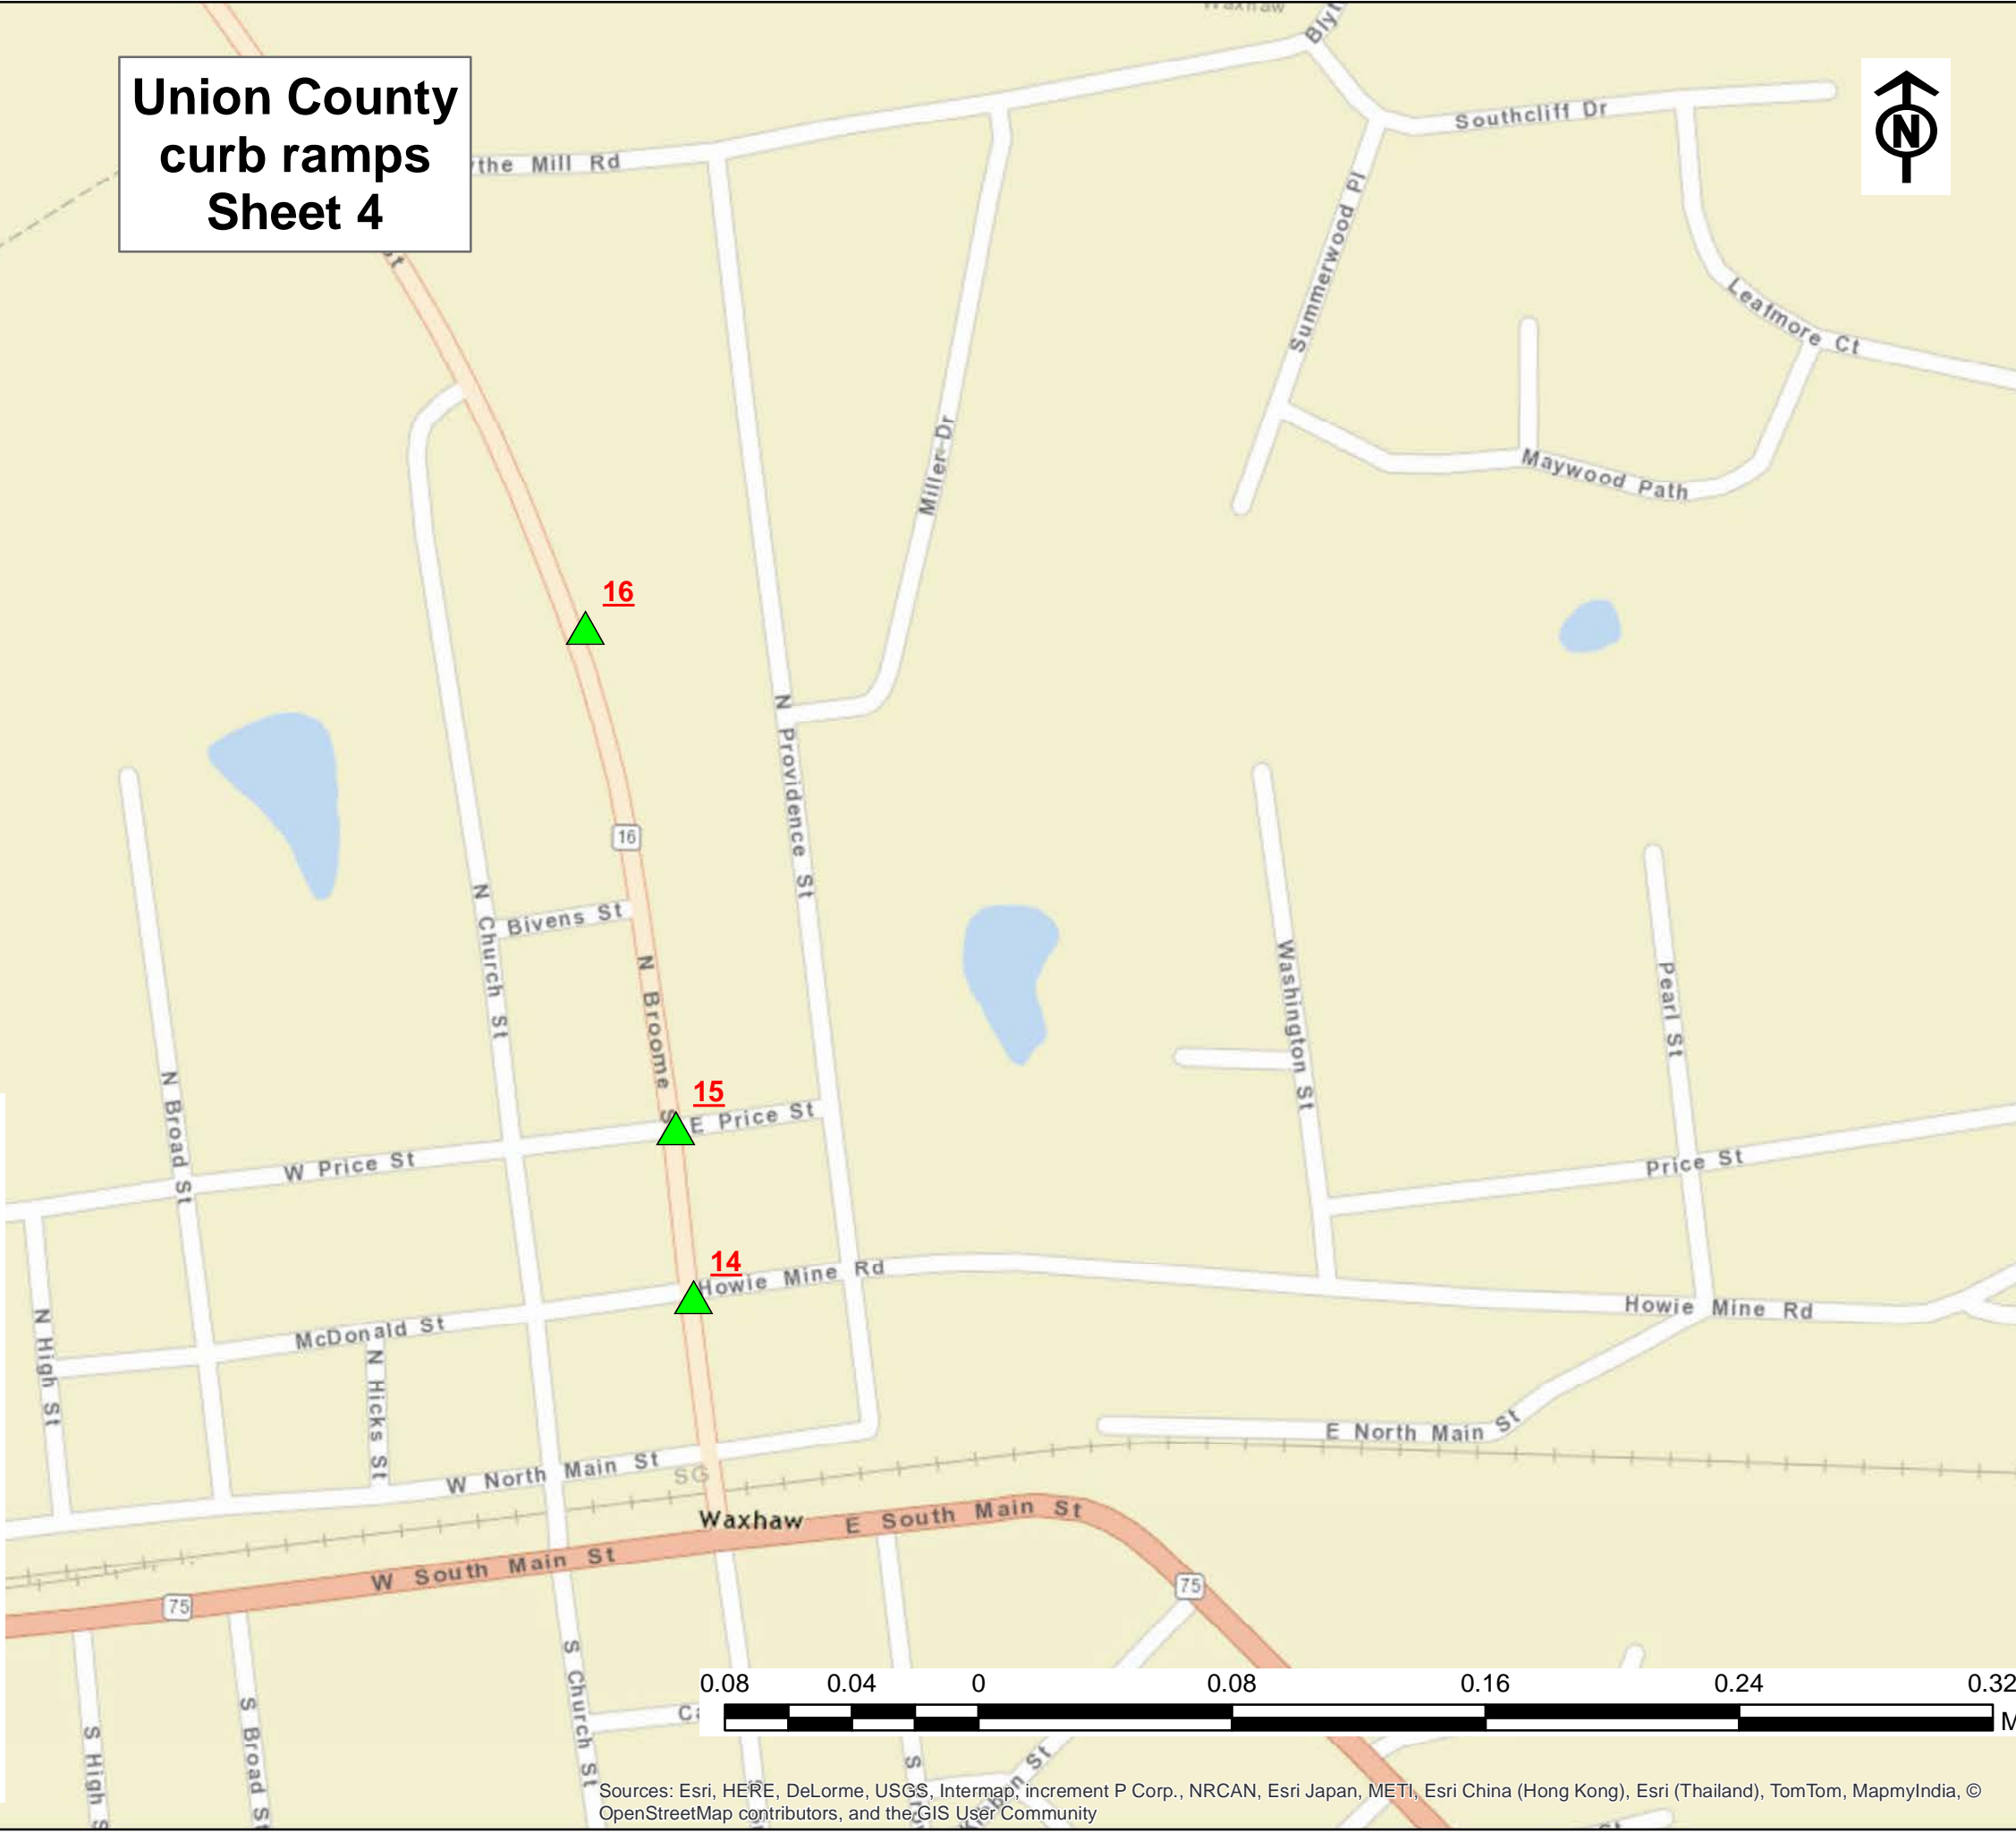 Waxhaw
Union County
curb ramps
Sheet 4
N
Southcliff Dr
the Mill Rd
Summerwood Pl
Leafmore Ct
Miller Dr
Maywood Path
16
N Providence St
16
N Church St
Bivens St
N Broome S
Washington St
Pearl St
N Broad St
15
E Price St
W Price St
Price St
14
Howie Mine Rd
Howie Mine Rd
McDonald St
N High St
N Hicks St
E North Main St
W North Main St
SG
Waxhaw
E South Main St
W South Main St
75
75
S Church St
S High S
S Broad St
0.08 0.04 0 0.08 0.16 0.24 0.32
Sources: Esri, HERE, DeLorme, USGS, Intermap, increment P Corp., NRCAN, Esri Japan, METI, Esri China (Hong Kong), Esri (Thailand), TomTom, MapmyIndia, ©
OpenStreetMap contributors, and the GIS User Community